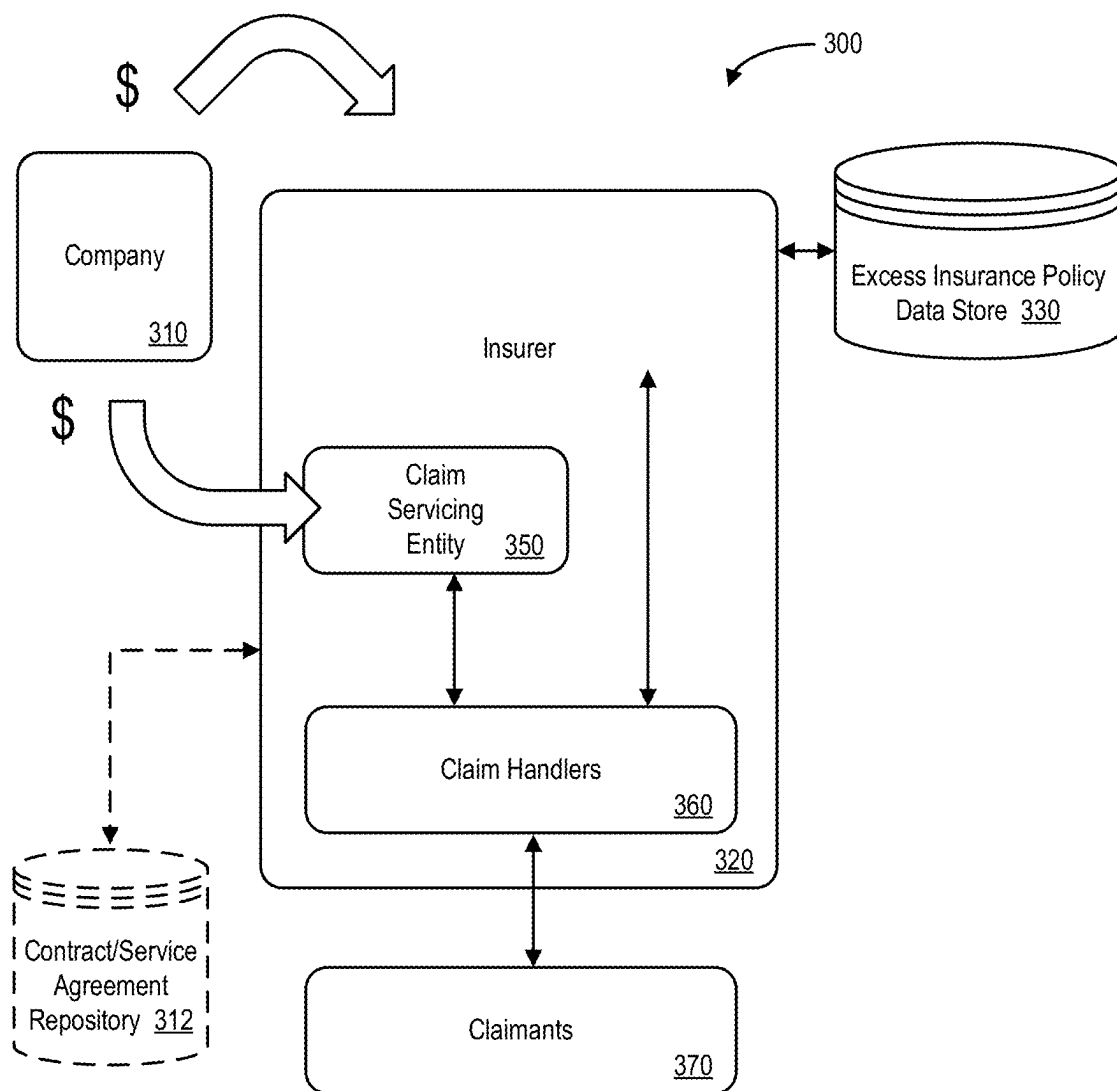 $
300
Company
310
Excess Insurance Policy
Data Store 330
Insurer
$
Claim
Servicing
Entity 350
Claim Handlers
360
320
Contract/Service
Agreement
Repository 312
Claimants
370